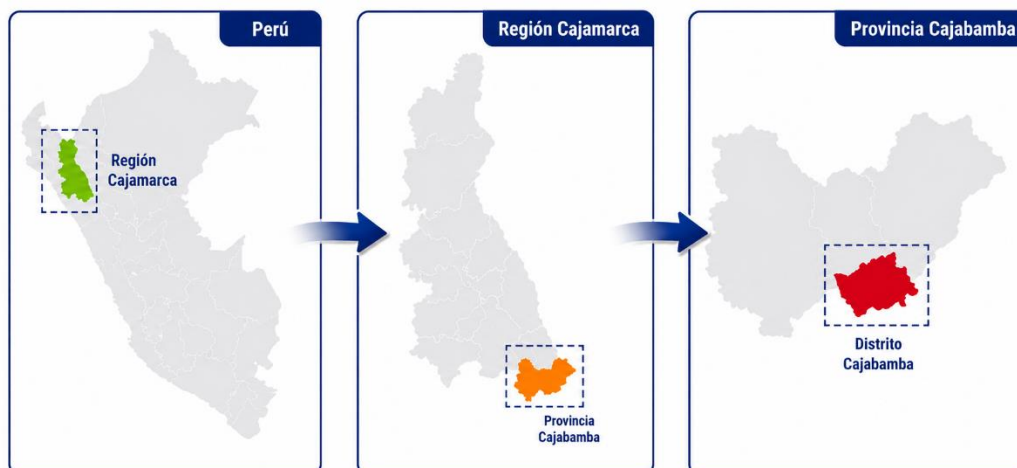 Perú
Región
Cajamarca
Región Cajamarca
Provincia
Cajabamba
Provincia Cajabamba
Distrito
Cajabamba